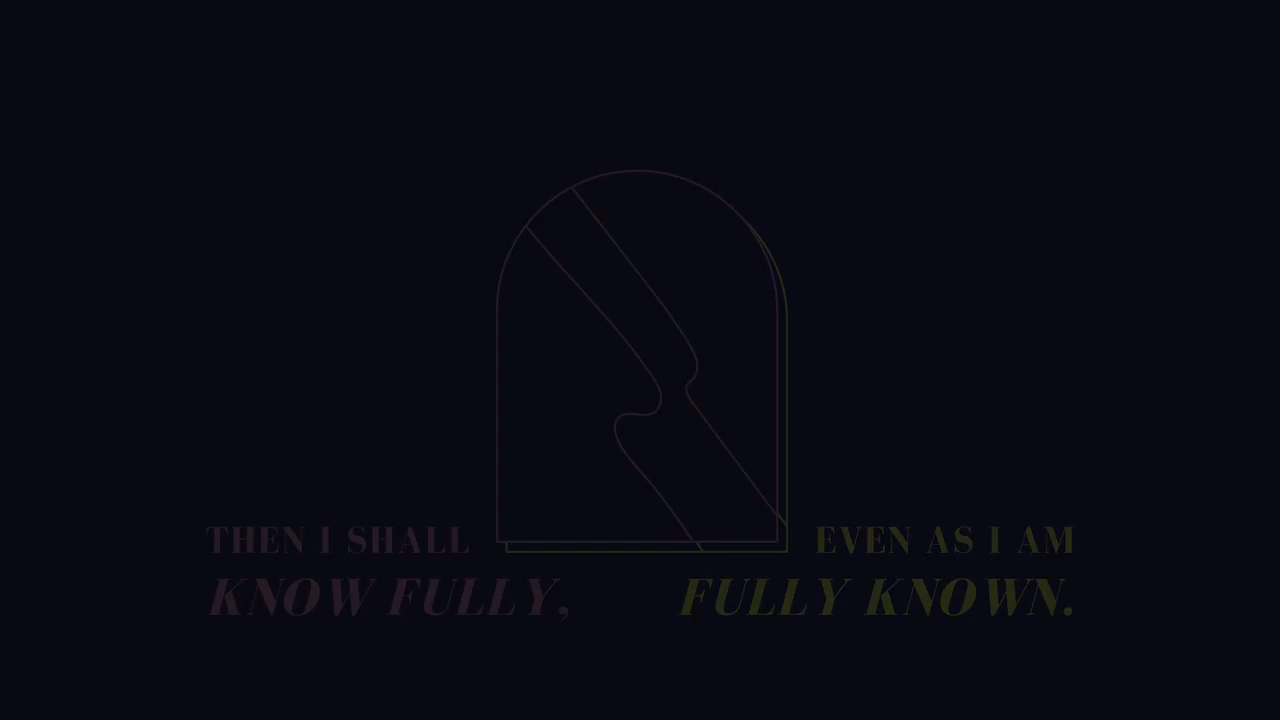 THEN I SHALL
KNOW FULLY,
EVEN AS I AM
FULLY KNOWN.